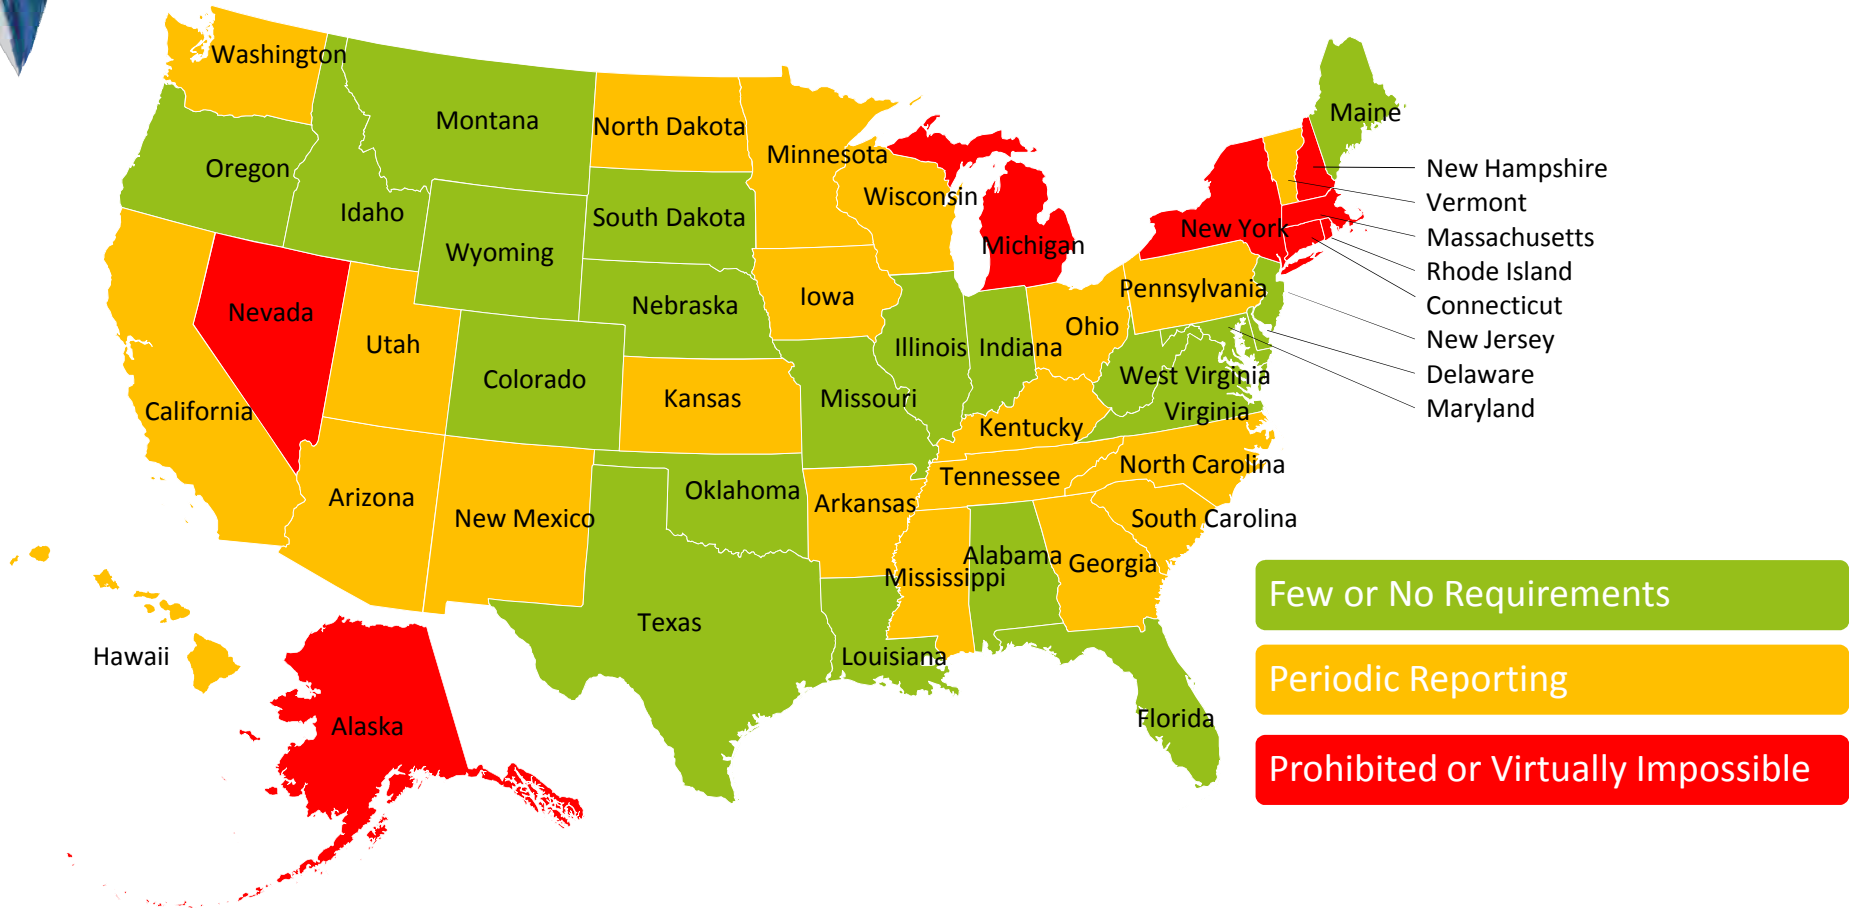 Washington
Montana
North Dakota
Minnesota
Maine
Oregon
Idaho
Wyoming
South Dakota
Wisconsin
Michigan
New York
New Hampshire
Vermont
Massachusetts
Rhode Island
Connecticut
New Jersey
Delaware
Maryland
Nevada
Utah
Colorado
Nebraska
Iowa
Illinois
Indiana
Ohio
Pennsylvania
California
Kansas
Missouri
West Virginia
Virginia
Kentucky
Arizona
New Mexico
Oklahoma
Arkansas
Tennessee
North Carolina
South Carolina
Texas
Louisiana
Mississippi
Alabama
Georgia
Florida
Hawaii
Alaska
Few or No Requirements
Periodic Reporting
Prohibited or Virtually Impossible